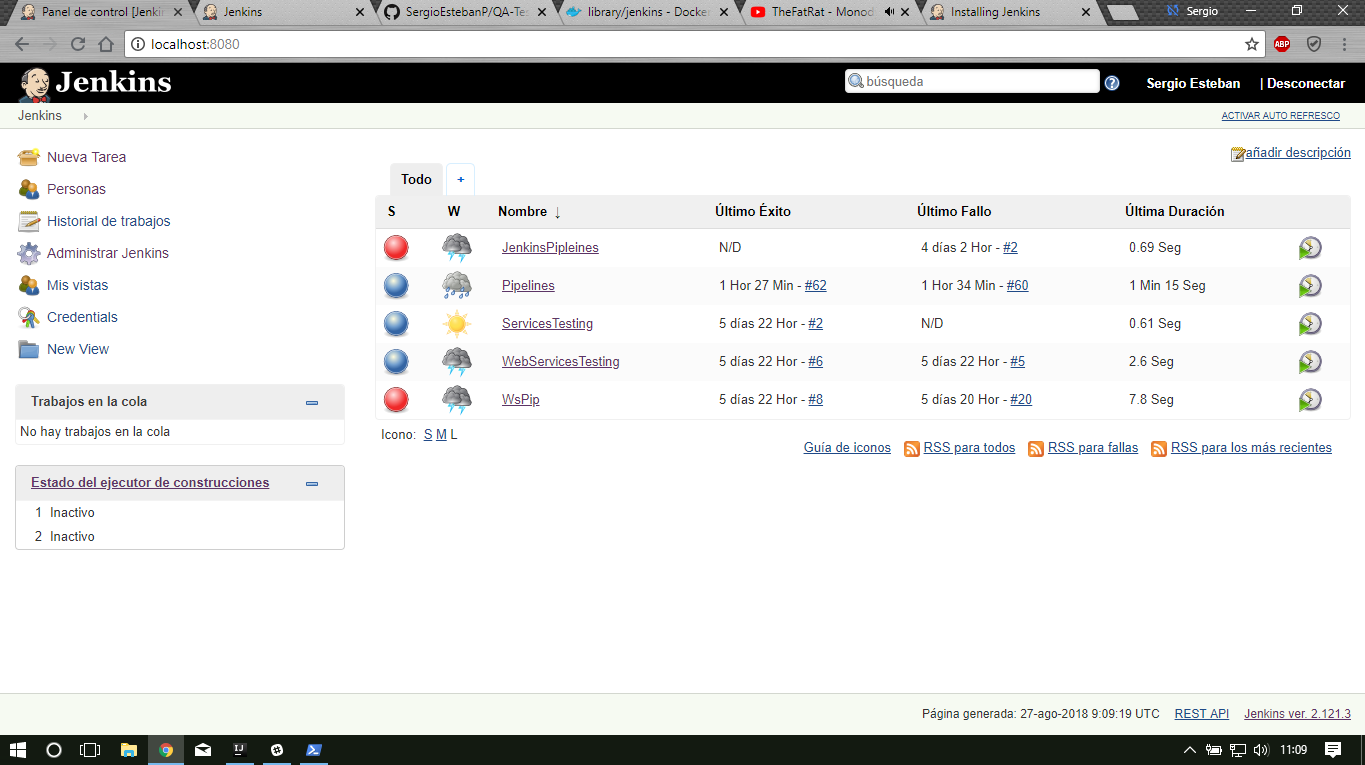 Panel de control [Jenkin
Jenkins
SergioEstebanP/QA-Tes
library/jenkins - Docke
TheFatRat - Monod
Installing Jenkins
Sergio
localhost:8080
ABP
Jenkins
búsqueda
Sergio Esteban
| Desconectar
Jenkins
ACTIVAR AUTO REFRESCO
añadir descripción
Nueva Tarea
Personas
Historial de trabajos
Administrar Jenkins
Mis vistas
Credentials
New View
Trabajos en la cola
No hay trabajos en la cola
Estado del ejecutor de construcciones
1 Inactivo
2 Inactivo
Todo +
S W Nombre ↓ Último Éxito Último Fallo Última Duración
JenkinsPipleines N/D 4 días 2 Hor - #2 0.69 Seg
Pipelines 1 Hor 27 Min - #62 1 Hor 34 Min - #60 1 Min 15 Seg
ServicesTesting 5 días 22 Hor - #2 N/D 0.61 Seg
WebServicesTesting 5 días 22 Hor - #6 5 días 22 Hor - #5 2.6 Seg
WsPip 5 días 22 Hor - #8 5 días 20 Hor - #20 7.8 Seg
Icono: S M L
Guía de iconos RSS para todos RSS para fallas RSS para los más recientes
Página generada: 27-ago-2018 9:09:19 UTC REST API Jenkins ver. 2.121.3
IJ
11:09